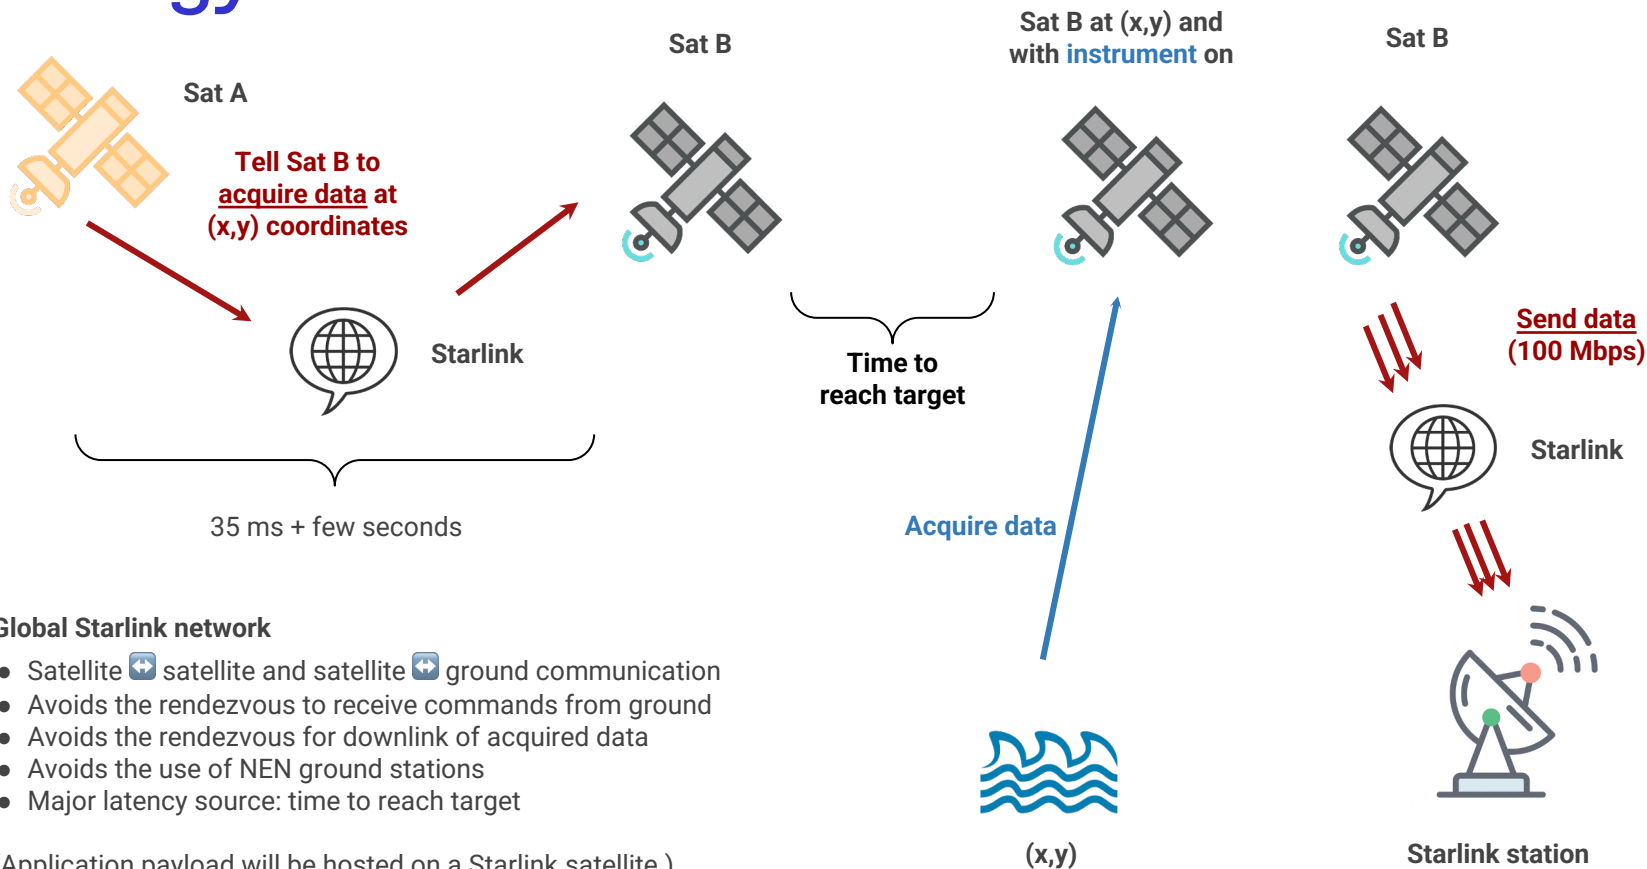 Sat A
Tell Sat B to
acquire data at
(x,y) coordinates
Starlink
35 ms + few seconds
Sat B
Time to
reach target
Sat B at (x,y) and
with instrument on
Acquire data
(x,y)
Sat B
Send data
(100 Mbps)
Starlink
Starlink station
Global Starlink network
● Satellite ↔ satellite and satellite ↔ ground communication
● Avoids the rendezvous to receive commands from ground
● Avoids the rendezvous for downlink of acquired data
● Avoids the use of NEN ground stations
● Major latency source: time to reach target
Application payload will be hosted on a Starlink satellite )